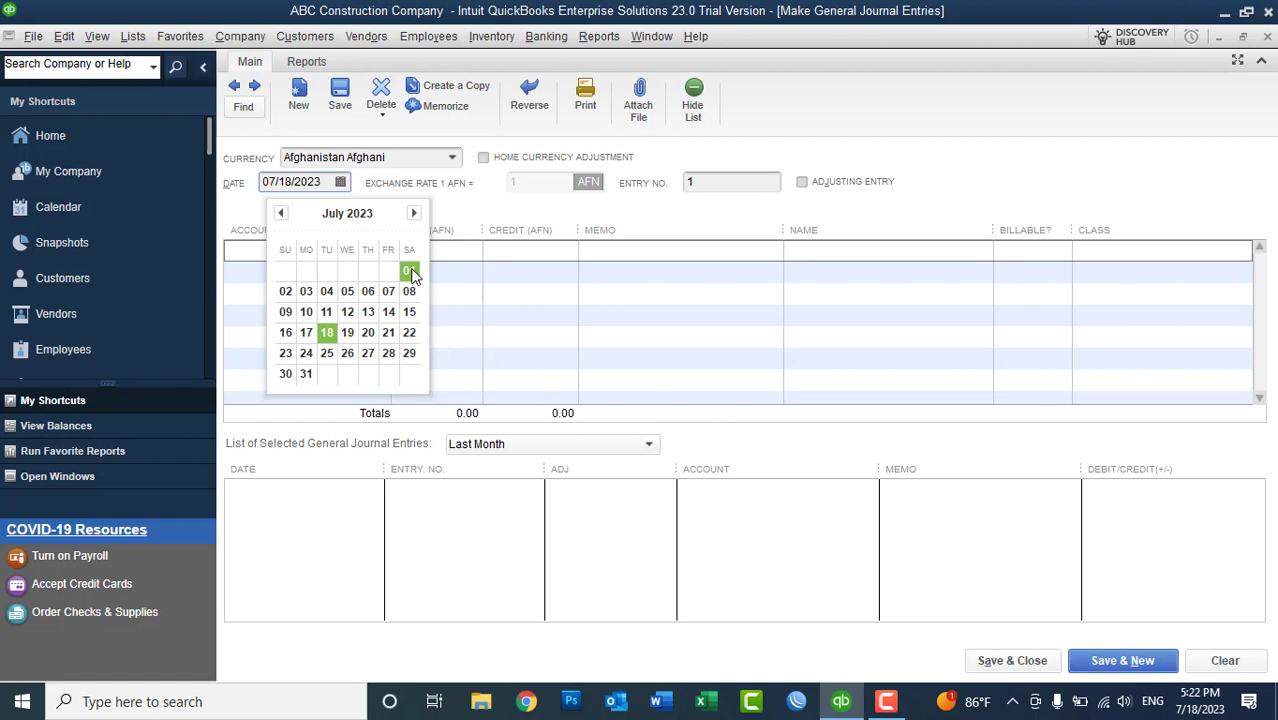 ABC Construction Company - Intuit QuickBooks Enterprise Solutions 23.0 Trial Version - [Make General Journal Entries]
File Edit View Lists Favorites Company Customers Vendors Employees Inventory Banking Reports Window Help
DISCOVERY
HUB
Search Company or Help
Main Reports
My Shortcuts
Home
My Company
Calendar
Snapshots
Customers
Vendors
Employees
My Shortcuts
View Balances
Run Favorite Reports
Open Windows
COVID-19 Resources
Turn on Payroll
Accept Credit Cards
Order Checks & Supplies
Find
New
Save
Delete
Create a Copy
Memorize
Reverse
Print
Attach
File
Hide
List
CURRENCY Afghanistan Afghani HOME CURRENCY ADJUSTMENT
DATE 07/18/2023 EXCHANGE RATE 1 AFN = 1 AFN ENTRY NO. 1 ADJUSTING ENTRY
July 2023
SU MO TU WE TH FR SA
02 03 04 05 06 07 08
09 10 11 12 13 14 15
16 17 18 19 20 21 22
23 24 25 26 27 28 29
30 31
(AFN) CREDIT (AFN) MEMO NAME BILLABLE? CLASS
Totals 0.00 0.00
List of Selected General Journal Entries: Last Month
DATE ENTRY. NO. ADJ ACCOUNT MEMO DEBIT/CREDIT(+/-)
Save & Close Save & New Clear
Type here to search
Ps
qb
1
86°F
ENG
5:22 PM
7/18/2023